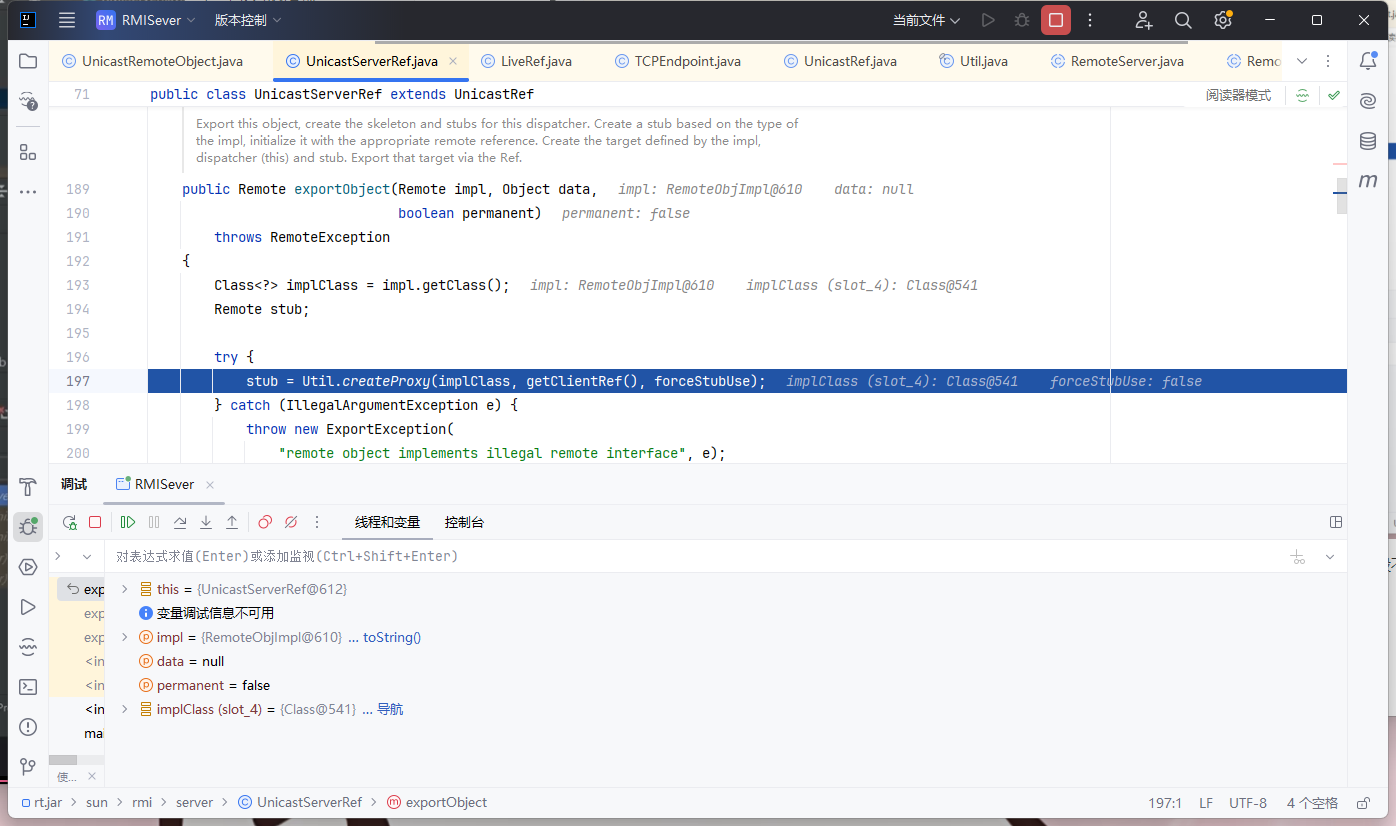 RM RMISever 版本控制 当前文件
UnicastRemoteObject.java UnicastServerRef.java LiveRef.java TCPEndpoint.java UnicastRef.java Util.java RemoteServer.java Remo
71 public class UnicastServerRef extends UnicastRef 阅读器模式
Export this object, create the skeleton and stubs for this dispatcher. Create a stub based on the type of
the impl, initialize it with the appropriate remote reference. Create the target defined by the impl,
dispatcher (this) and stub. Export that target via the Ref.
189 public Remote exportObject(Remote impl, Object data, impl: RemoteObjImpl@610 data: null
190 boolean permanent) permanent: false
191 throws RemoteException
192 {
193 Class<?> implClass = impl.getClass(); impl: RemoteObjImpl@610 implClass (slot_4): Class@541
194 Remote stub;
195
196 try {
197 stub = Util.createProxy(implClass, getClientRef(), forceStubUse); implClass (slot_4): Class@541 forceStubUse: false
198 } catch (IllegalArgumentException e) {
199 throw new ExportException(
200 "remote object implements illegal remote interface", e);
调试 RMISever
线程和变量 控制台
对表达式求值(Enter)或添加监视(Ctrl+Shift+Enter)
exp this = {UnicastServerRef@612}
exp 变量调试信息不可用
exp impl = {RemoteObjImpl@610} ... toString()
<in data = null
<in permanent = false
<in implClass (slot_4) = {Class@541} ... 导航
mai
使...
rt.jar > sun > rmi > server > UnicastServerRef > exportObject 197:1 LF UTF-8 4 个空格